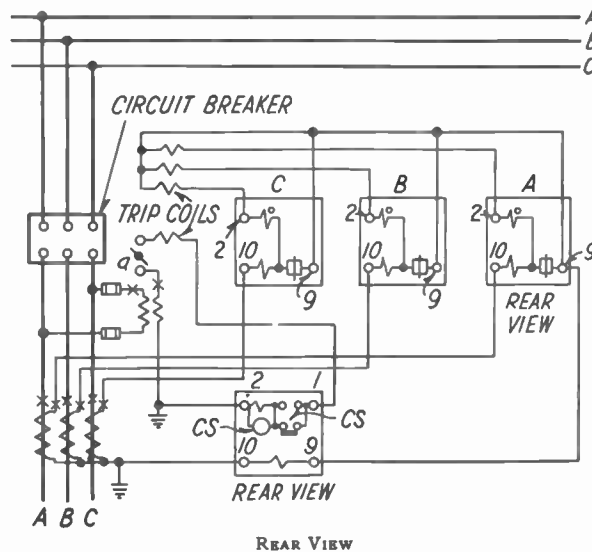 A
B
C
CIRCUIT BREAKER
C
B
A
TRIP COILS
2
2
2
10
10
10
a
9
9
9
REAR
VIEW
2
1
CS
CS
10
9
REAR VIEW
A B C
REAR VIEW